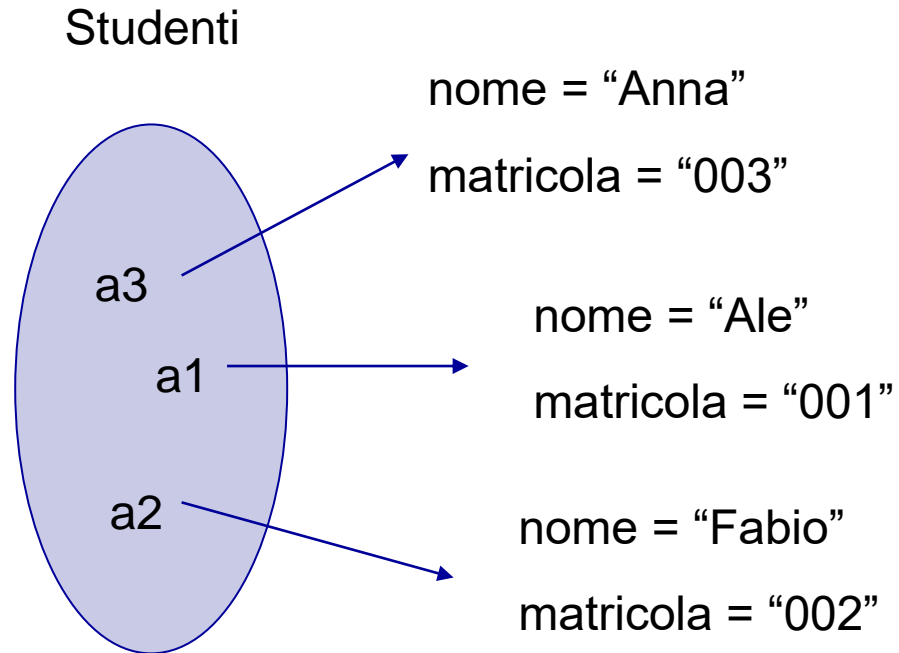 Studenti
nome = “Anna”
matricola = “003”
a3
nome = “Ale”
a1
matricola = “001”
a2
nome = “Fabio”
matricola = “002”